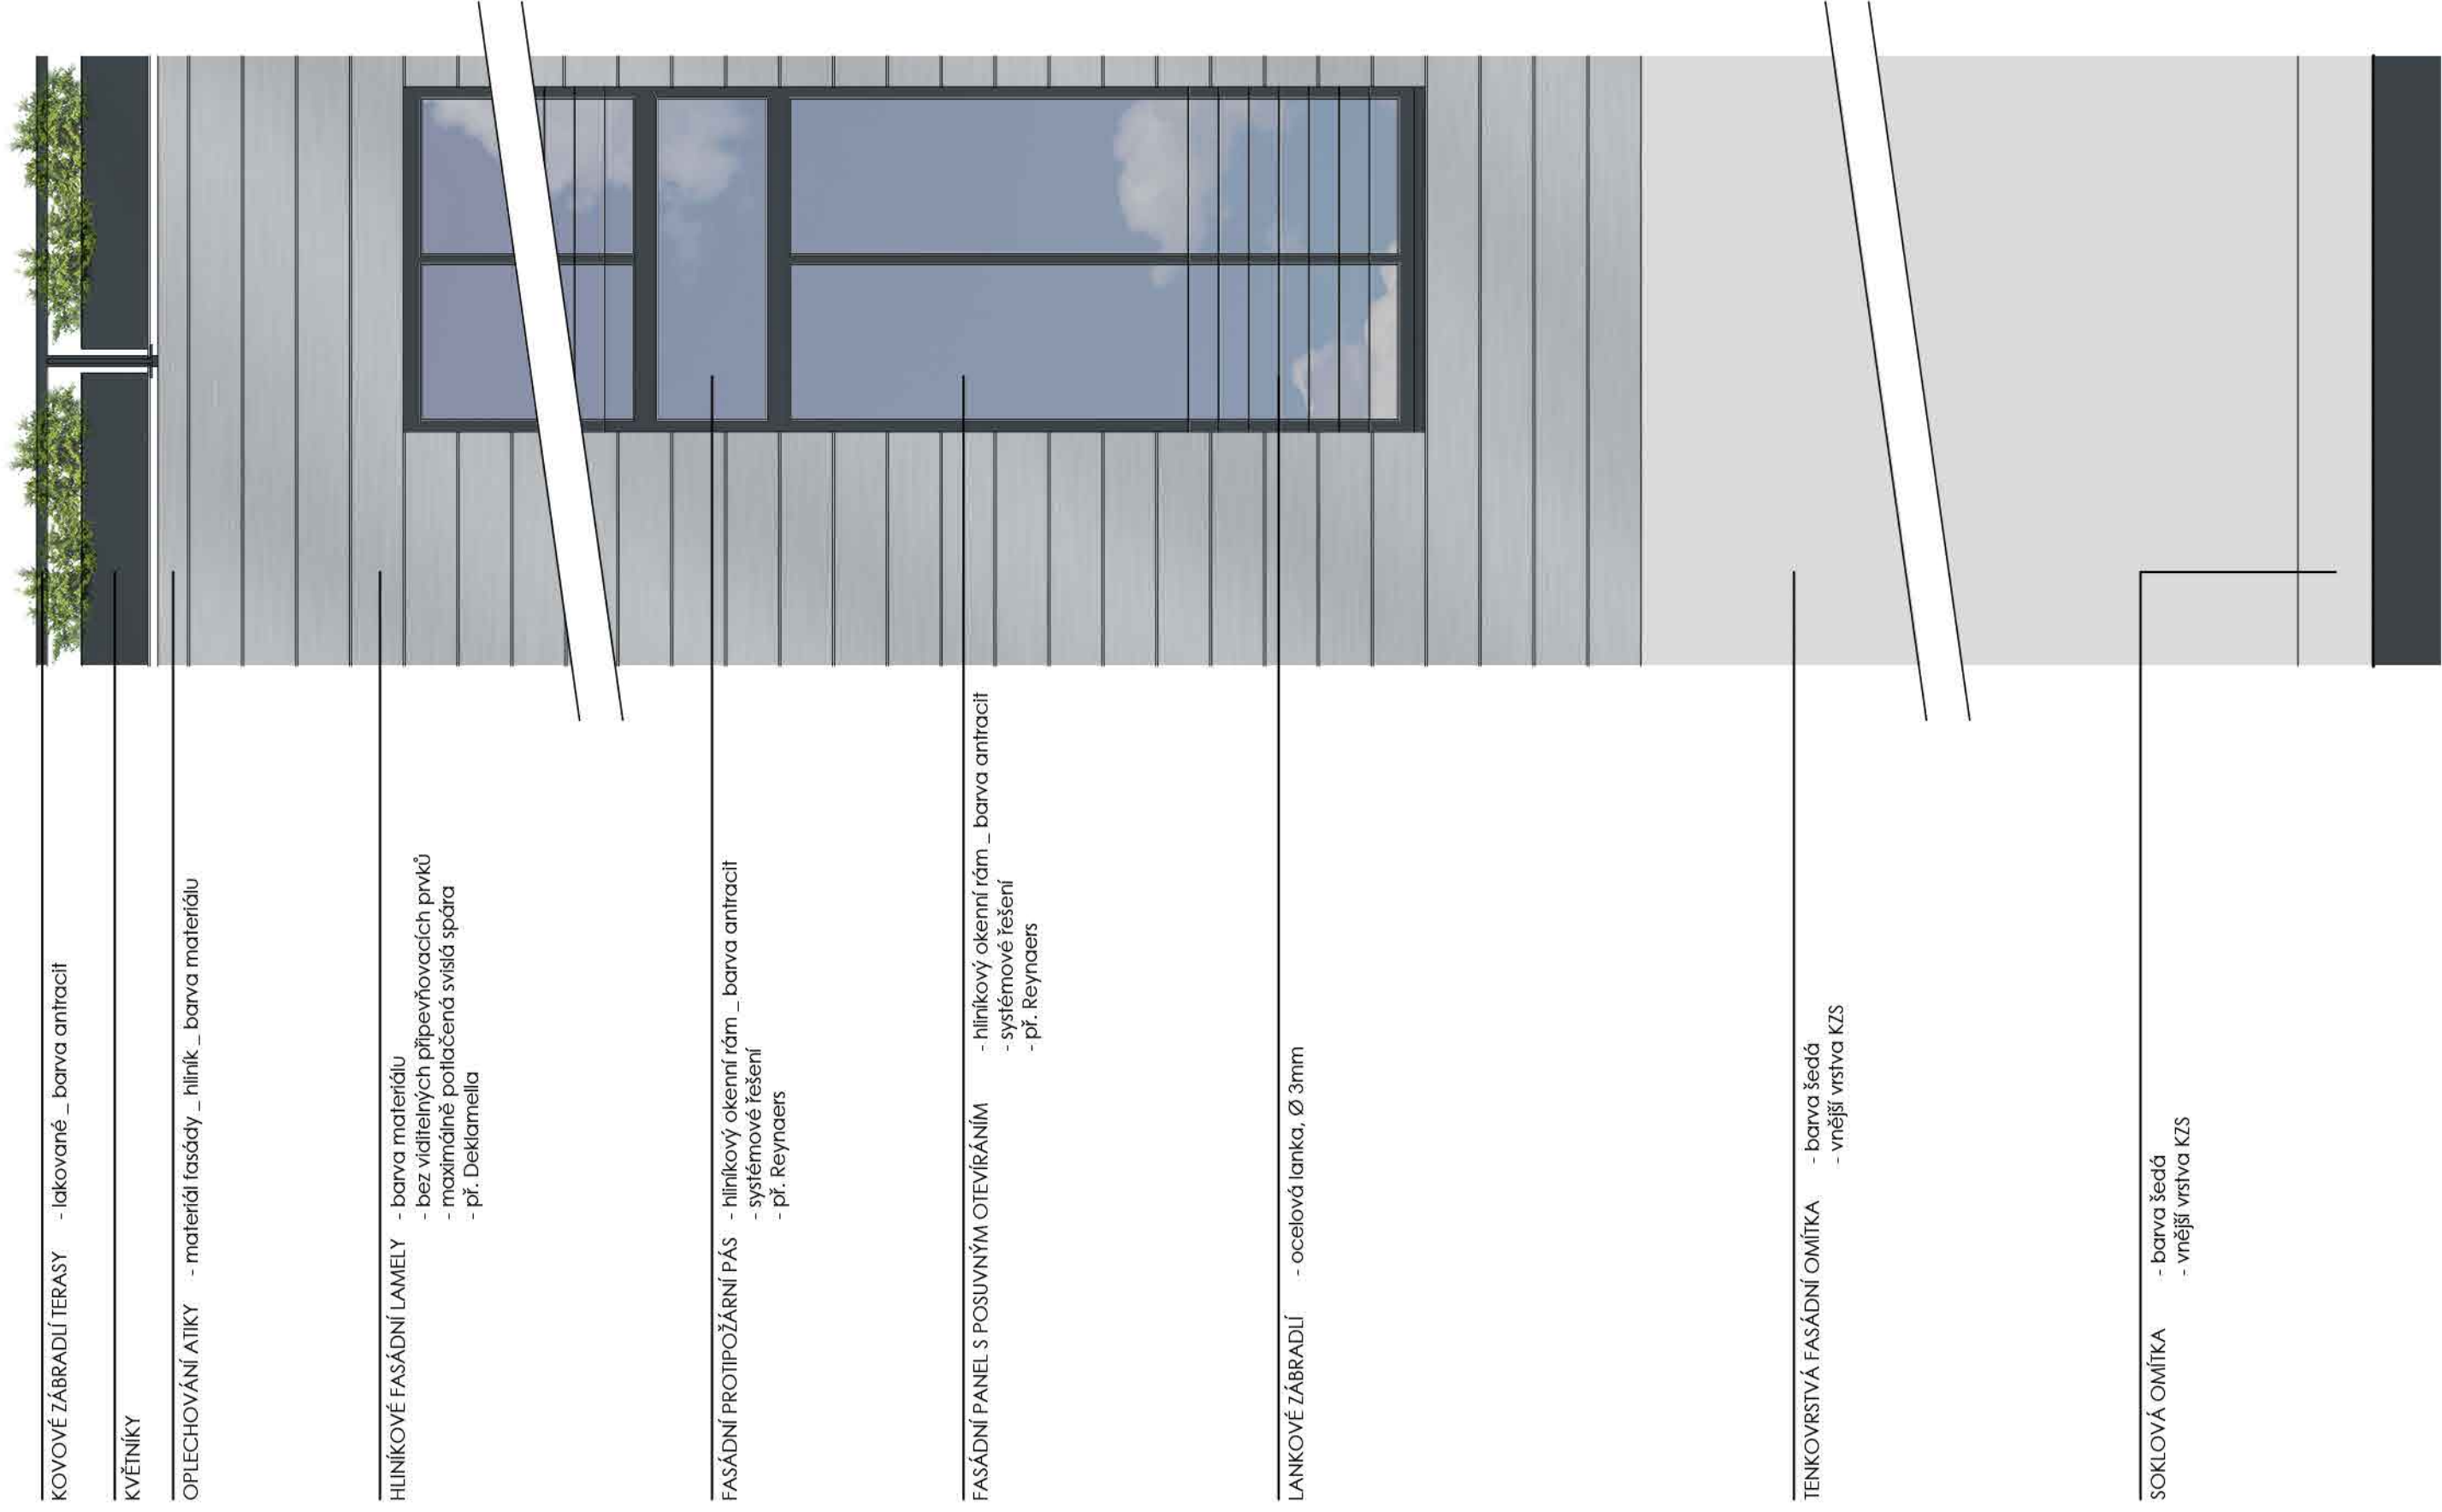 KOVOVÉ ZÁBRADLÍ TERASY - lakované _ barva antracit
KVĚTNÍKY
OPLECHOVÁNÍ ATIKY - materiál fasády _ hliník _ barva materiálu
HLINÍKOVÉ FASÁDNÍ LAMELY - barva materiálu
- bez viditelných připevňovacích prvků
- maximálně potlačená svislá spára
- př. Deklamella
FASÁDNÍ PROTIPOŽÁRNÍ PÁS - hliníkový okenní rám _ barva antracit
- systémové řešení
- př. Reynaers
FASÁDNÍ PANEL S POSUVNÝM OTEVÍRÁNÍM - hliníkový okenní rám _ barva antracit
- systémové řešení
- př. Reynaers
LANKOVÉ ZÁBRADLÍ - ocelová lanka, Ø 3mm
TENKOVRSTVÁ FASÁDNÍ OMÍTKA - barva šedá
- vnější vrstva KZS
SOKLOVÁ OMÍTKA - barva šedá
- vnější vrstva KZS